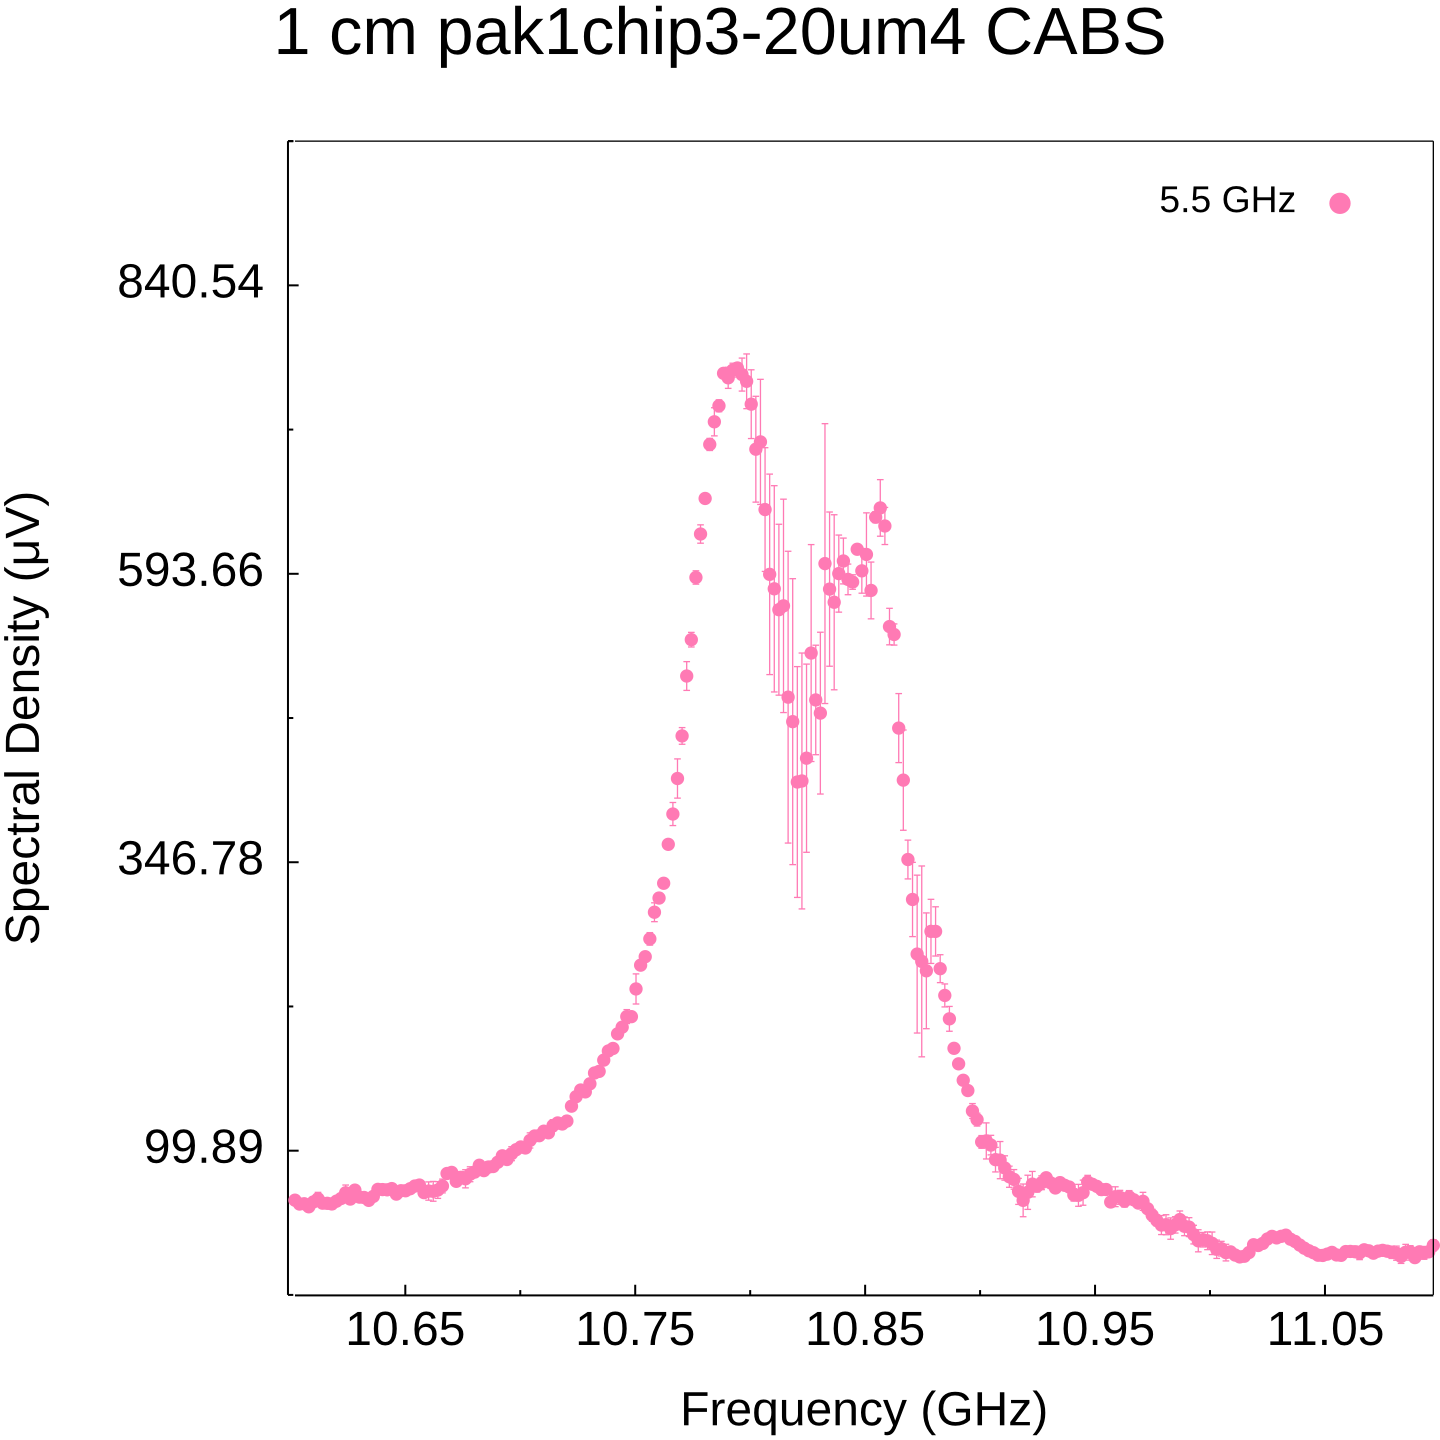 1 cm pak1chip3-20um4 CABS
5.5 GHz
840.54
593.66
346.78
99.89
Spectral Density (μV)
10.65
10.75
10.85
10.95
11.05
Frequency (GHz)